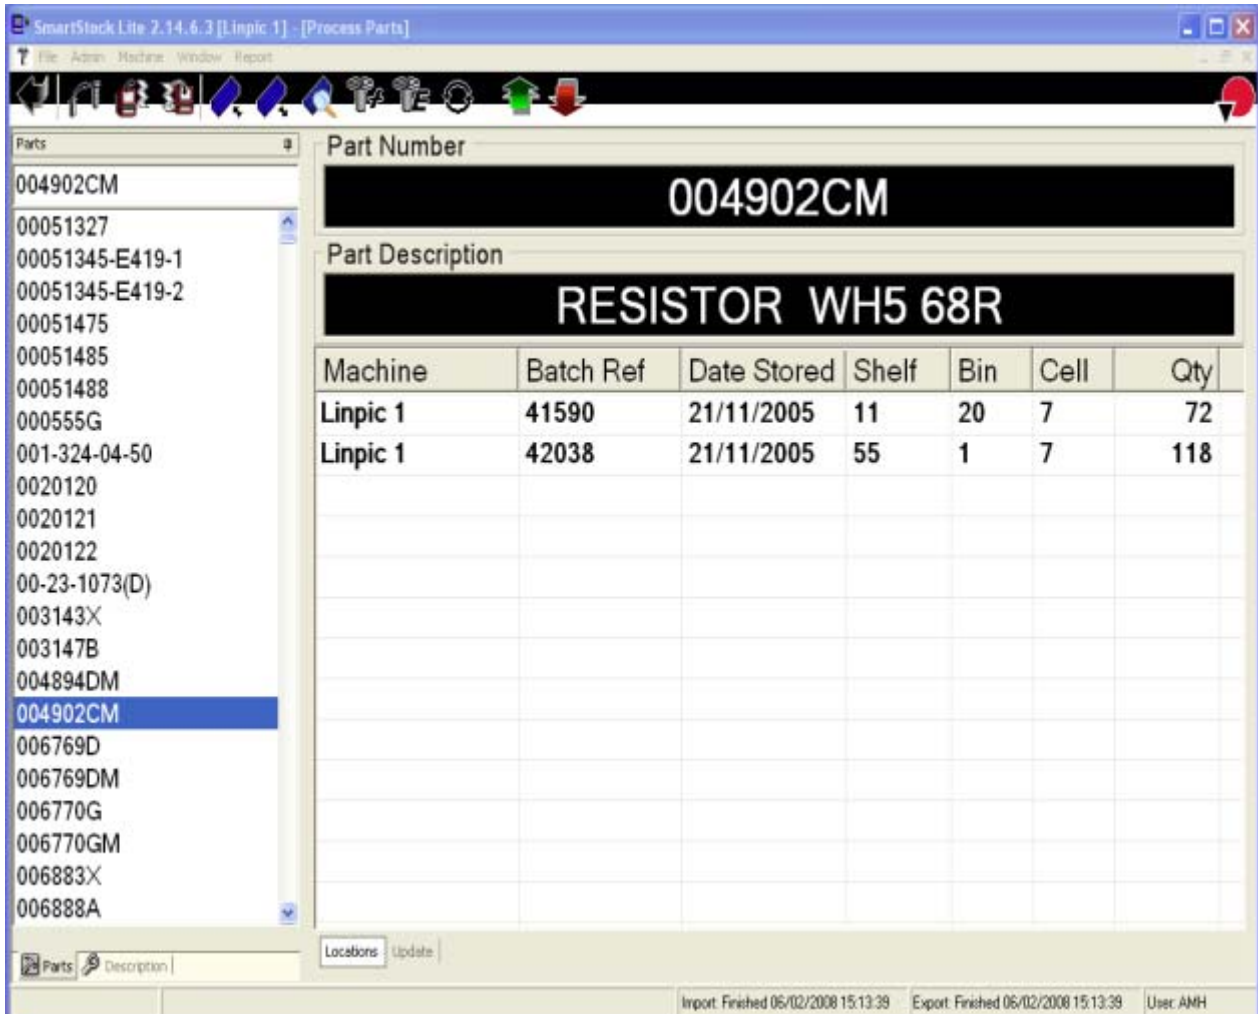 SmartStock Lite 2.14.6.3 [Linpic 1] - [Process Parts]
File Admin Machine Window Report
Parts
004902CM
00051327
00051345-E419-1
00051345-E419-2
00051475
00051485
00051488
000555G
001-324-04-50
0020120
0020121
0020122
00-23-1073(D)
003143X
003147B
004894DM
004902CM
006769D
006769DM
006770G
006770GM
006883X
006888A
Parts Description
Part Number
004902CM
Part Description
RESISTOR WH5 68R
Machine Batch Ref Date Stored Shelf Bin Cell Qty
Linpic 1 41590 21/11/2005 11 20 7 72
Linpic 1 42038 21/11/2005 55 1 7 118
Locations Update
Import: Finished 06/02/2008 15:13:39 Export: Finished 06/02/2008 15:13:39 User: AMH